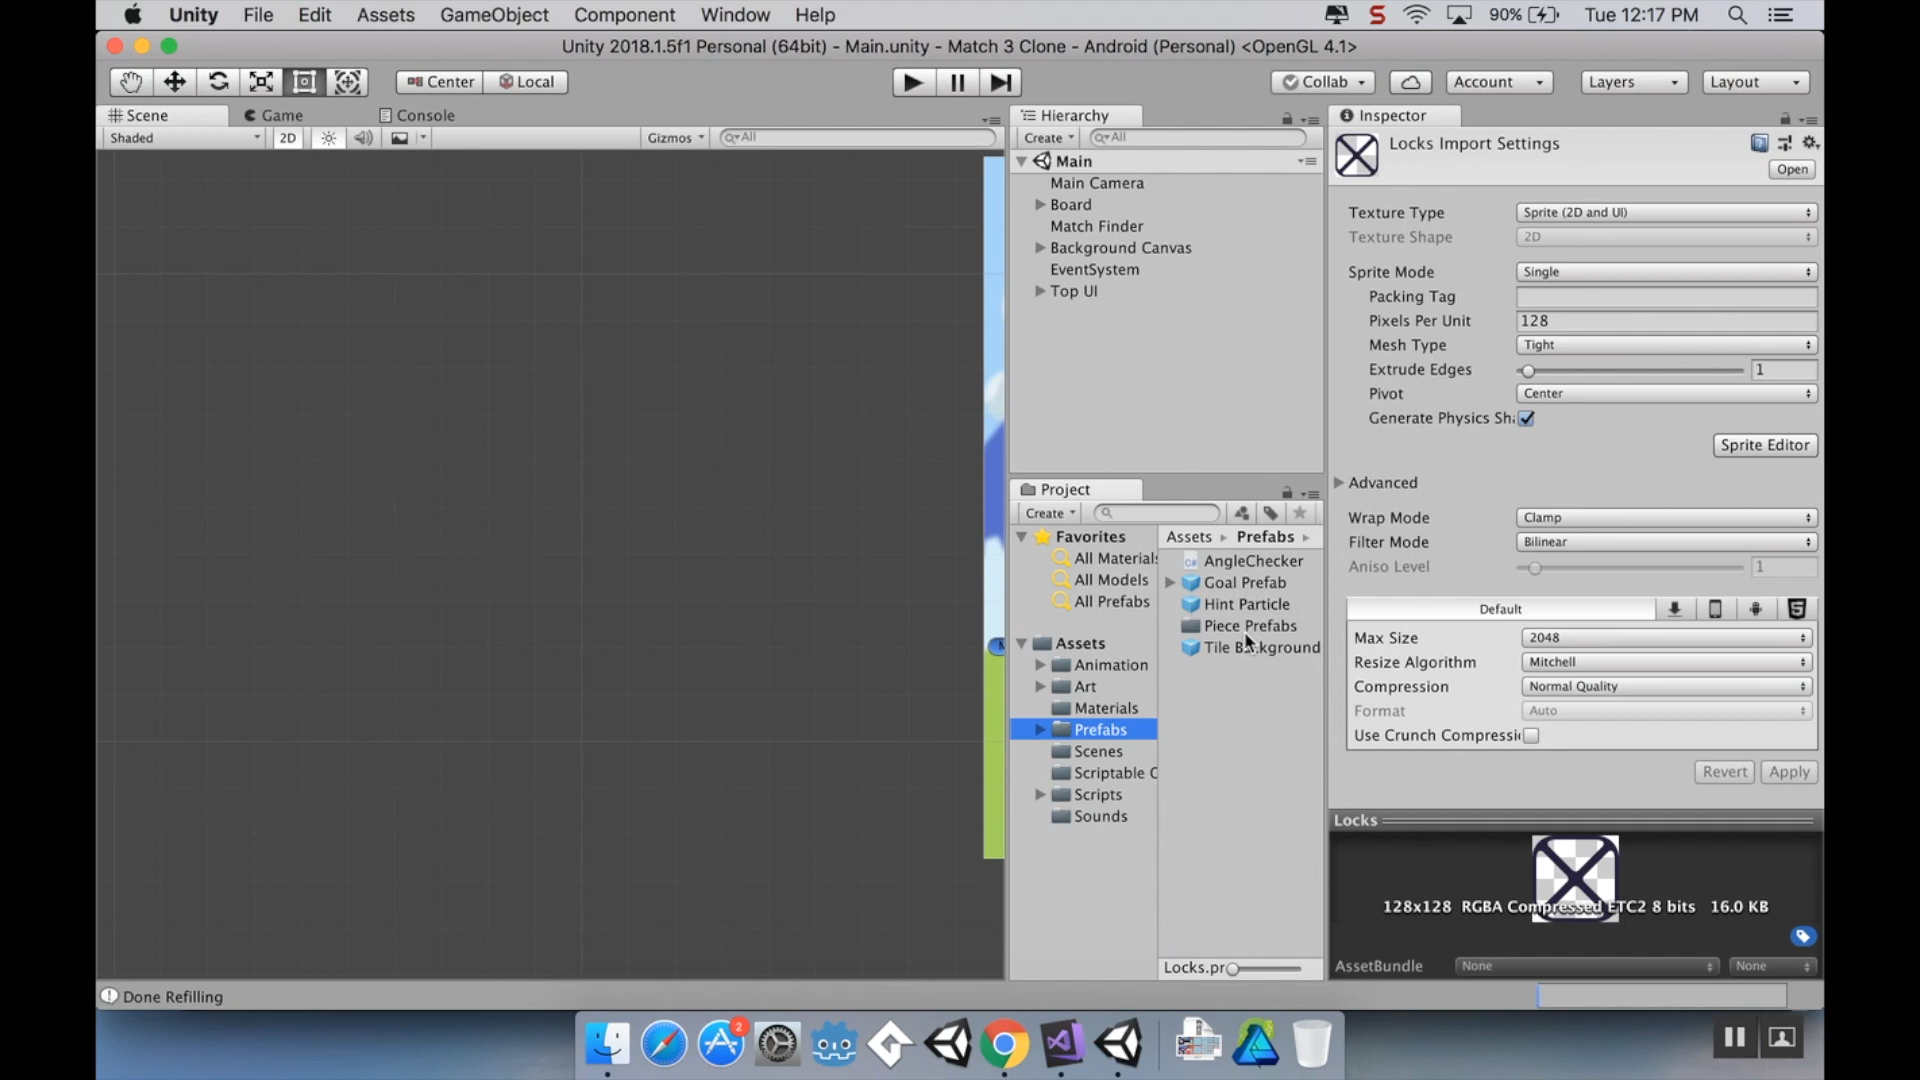 Unity File Edit Assets GameObject Component Window Help 90% Tue 12:17 PM
Unity 2018.1.5f1 Personal (64bit) - Main.unity - Match 3 Clone - Android (Personal) <OpenGL 4.1>
Center Local Collab Account Layers Layout
Scene Game Console
Shaded 2D Gizmos All
Hierarchy
Create All
Main
Main Camera
Board
Match Finder
Background Canvas
EventSystem
Top UI
Project
Create
Favorites
All Materials
All Models
All Prefabs
Assets
Animation
Art
Materials
Prefabs
Scenes
Scriptable O
Scripts
Sounds
Assets Prefabs
AngleChecker
Goal Prefab
Hint Particle
Piece Prefabs
Tile Background
Locks.pr
Inspector
Locks Import Settings
Open
Texture Type Sprite (2D and UI)
Texture Shape 2D
Sprite Mode Single
Packing Tag
Pixels Per Unit 128
Mesh Type Tight
Extrude Edges 1
Pivot Center
Generate Physics Sh
Sprite Editor
Advanced
Wrap Mode Clamp
Filter Mode Bilinear
Aniso Level 1
Default
Max Size 2048
Resize Algorithm Mitchell
Compression Normal Quality
Format Auto
Use Crunch Compressi
Revert Apply
Locks
128x128 RGBA Compressed ETC2 8 bits 16.0 KB
AssetBundle None None
Done Refilling
2